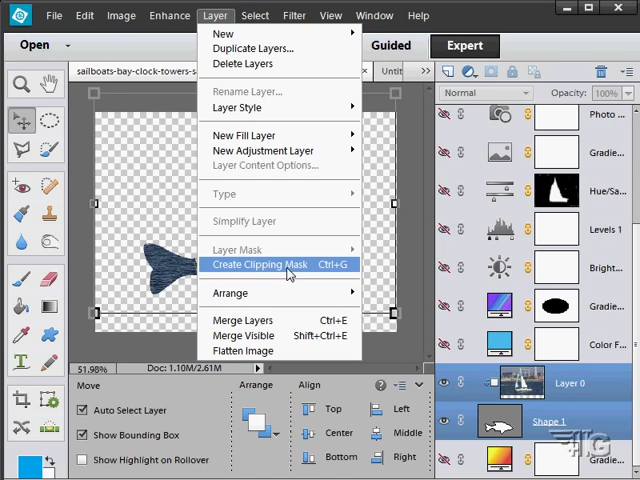 File Edit Image Enhance Layer Select Filter View Window Help
Open Guided Expert
sailboats-bay-clock-towers-s
Untit
New
Duplicate Layers...
Delete Layers
Rename Layer...
Layer Style
New Fill Layer
New Adjustment Layer
Layer Content Options...
Type
Simplify Layer
Layer Mask
Create Clipping Mask Ctrl+G
Arrange
Merge Layers Ctrl+E
Merge Visible Shift+Ctrl+E
Flatten Image
Normal Opacity: 100%
Photo ...
Gradie...
Hue/Sa...
Levels 1
Bright...
Gradie...
Color F...
Layer 0
Shape 1
Gradie...
51.98% Doc: 1.10M/2.61M
Move Arrange Align
Auto Select Layer
Show Bounding Box
Show Highlight on Rollover
Top Left
Center Middle
Bottom Right